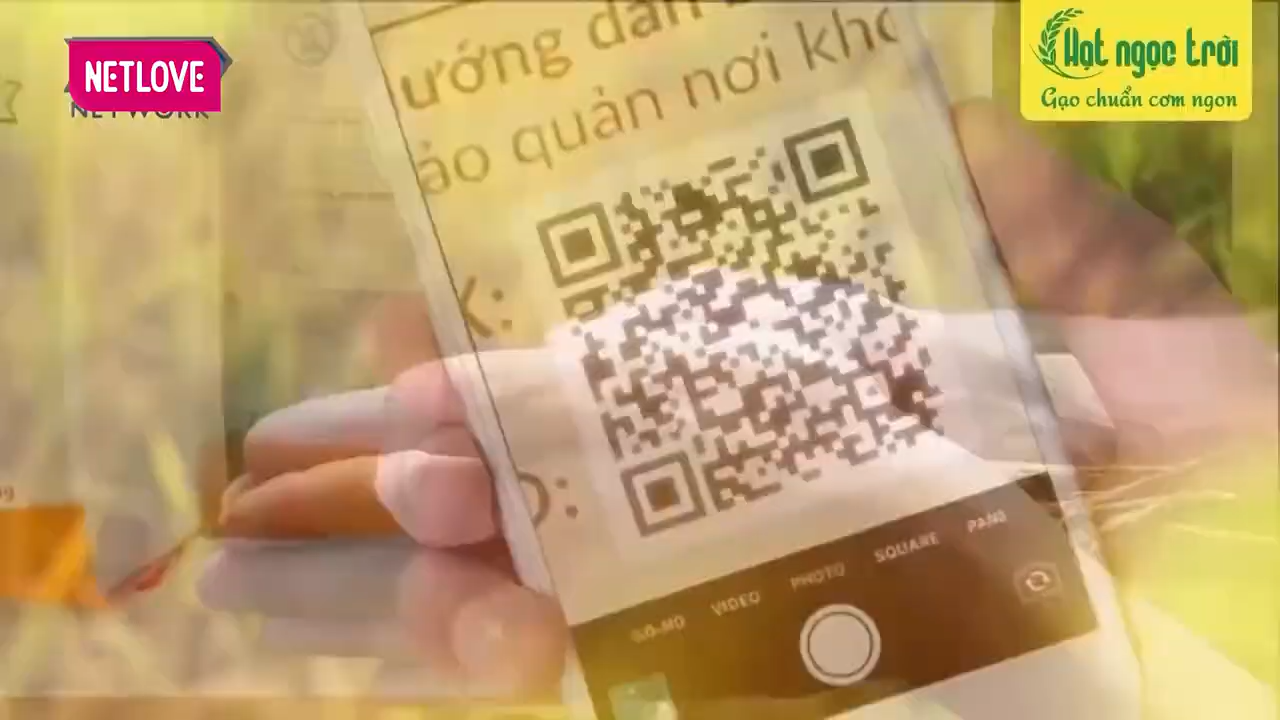 NETLOVE
NETWORK
Hạt ngọc trời
Gạo chuẩn cơm ngon
ướng dẫn
ảo quản nơi khô
X:
D:
SLO-MO VIDEO PHOTO SQUARE PANO